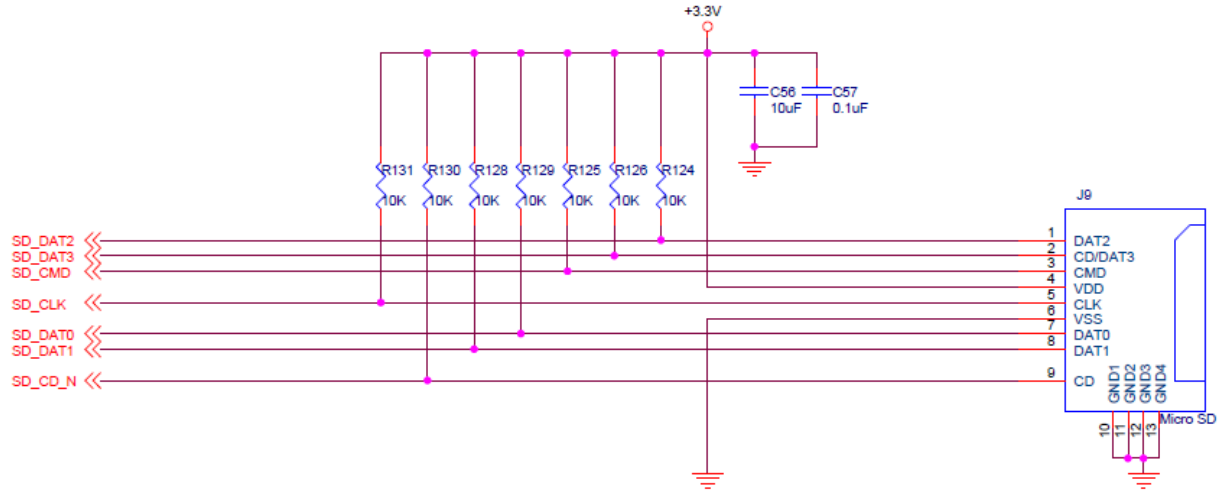 +3.3V
C56
10uF
C57
0.1uF
R131
10K
R130
10K
R128
10K
R129
10K
R125
10K
R126
10K
R124
10K
J9
SD_DAT2
1
DAT2
SD_DAT3
2
CD/DAT3
SD_CMD
3
CMD
4
VDD
SD_CLK
5
CLK
6
VSS
SD_DAT0
7
DAT0
SD_DAT1
8
DAT1
SD_CD_N
9
CD
GND1
GND2
GND3
GND4
Micro SD
10
11
12
13